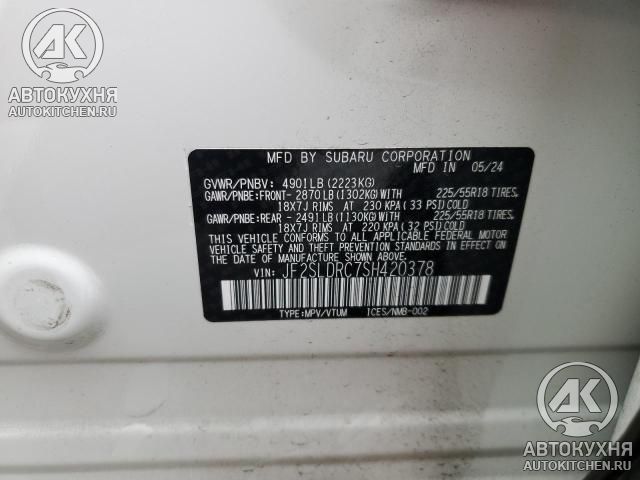 АК
АВТОКУХНЯ
AUTOKITCHEN.RU
MFD BY SUBARU CORPORATION
MFD IN 05/24
GVWR/PNBV: 4901LB (2223KG)
GAWR/PNBE:FRONT- 2870LB (1302KG)WITH 225/55R18 TIRES,
18X7J RIMS AT 230 KPA (33 PSI)COLD
GAWR/PNBE:REAR - 2491LB (1130KG)WITH 225/55R18 TIRES,
18X7J RIMS AT 220 KPA (32 PSI)COLD
THIS VEHICLE CONFORMS TO ALL APPLICABLE FEDERAL MOTOR
VEHICLE SAFETY AND THEFT PREVENTION STANDARDS IN EFFECT
ON THE DATE OF MANUFACTURE SHOWN ABOVE.
VIN: JF2SLDRC7SH420378
TYPE:MPV/VTUM ICES/NMB-002
АК
АВТОКУХНЯ
AUTOKITCHEN.RU